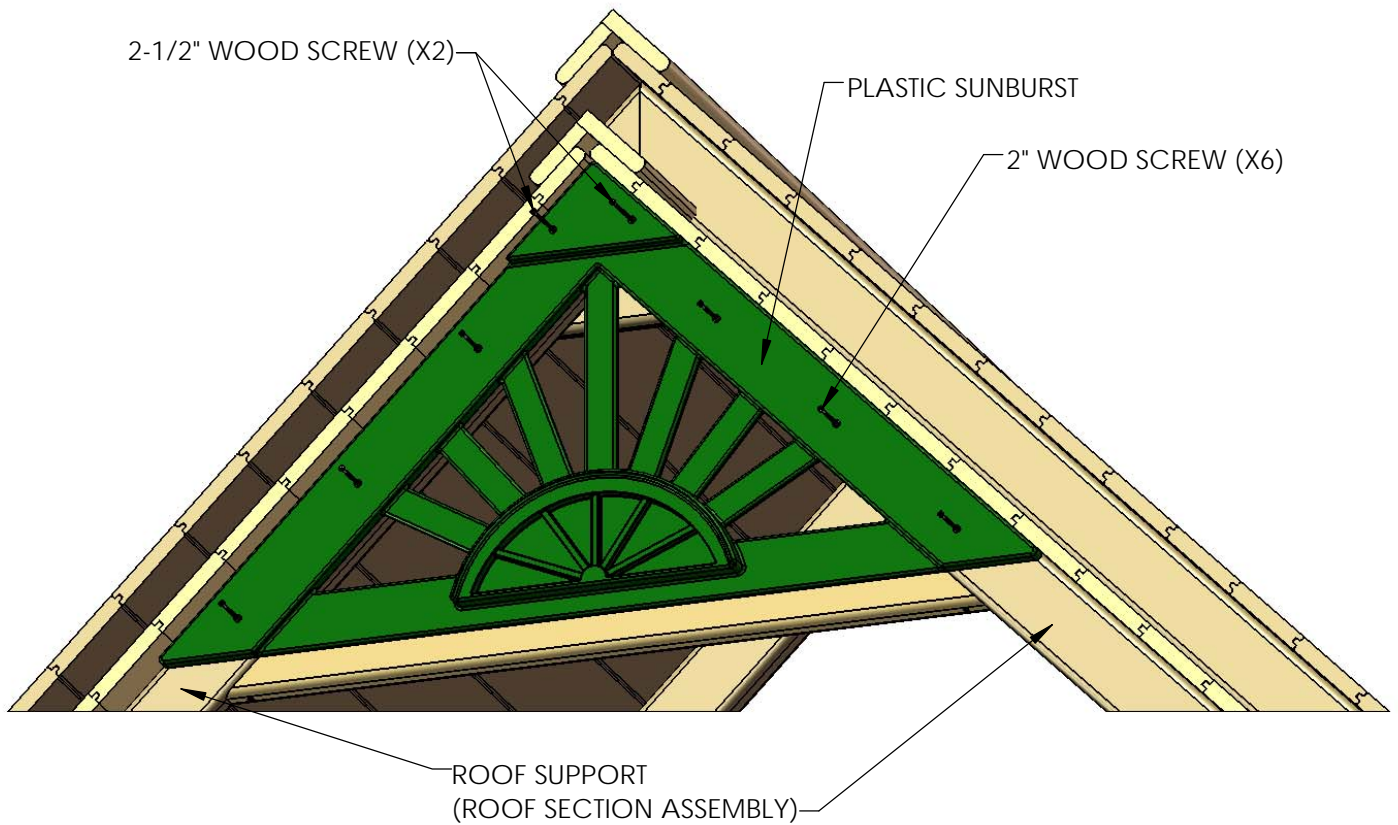 2-1/2" WOOD SCREW (X2)
PLASTIC SUNBURST
2" WOOD SCREW (X6)
ROOF SUPPORT
(ROOF SECTION ASSEMBLY)